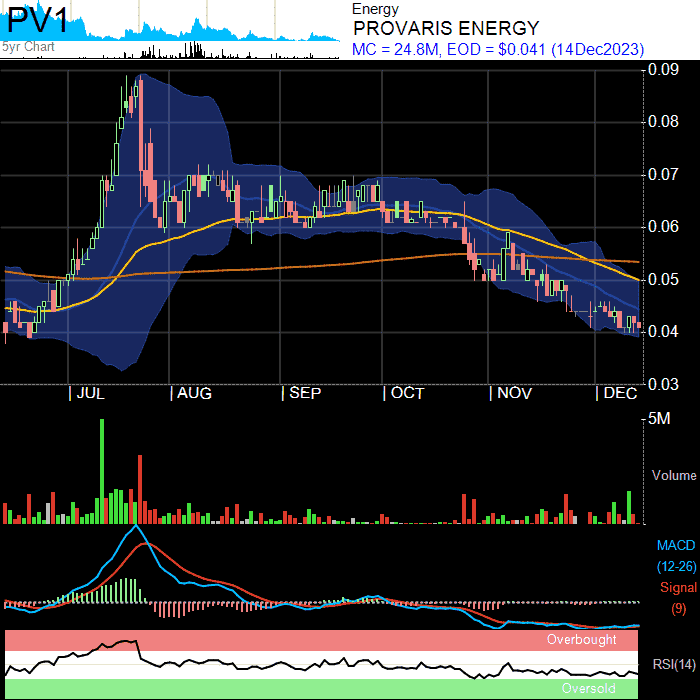 PV1
5yr Chart
Energy
PROVARIS ENERGY
MC = 24.8M, EOD = $0.041 (14Dec2023)
0.09
0.08
0.07
0.06
0.05
0.04
0.03
JUL AUG SEP OCT NOV DEC
5M
Volume
MACD
(12-26)
Signal
(9)
Overbought
RSI(14)
Oversold